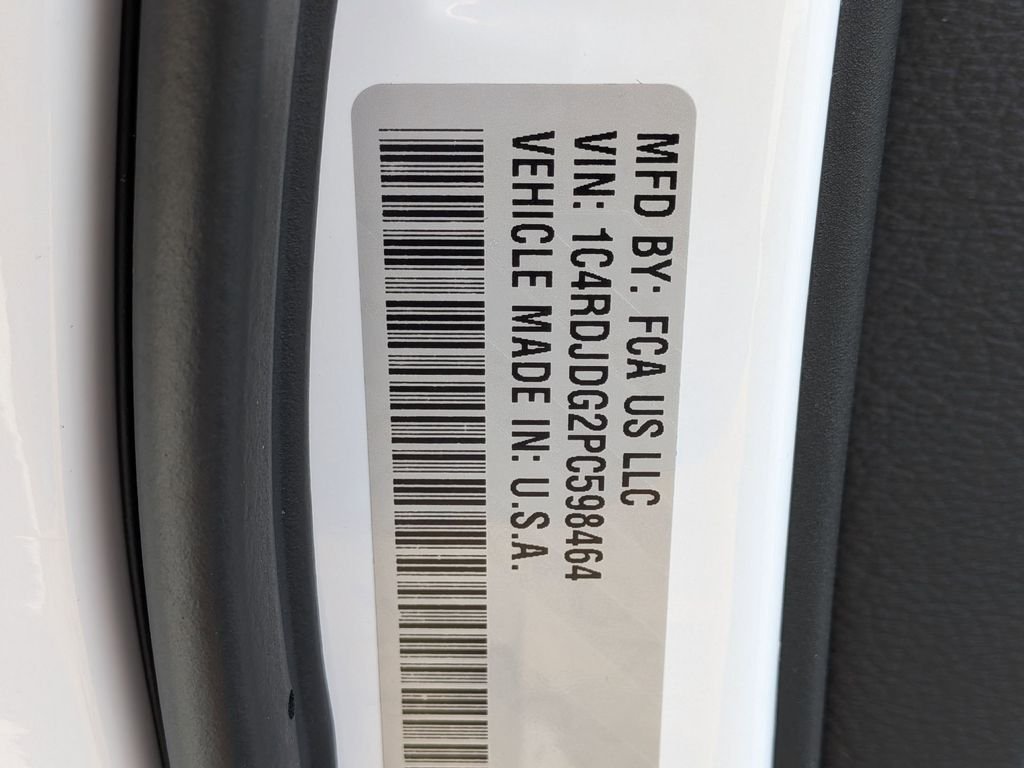 MFD BY: FCA US LLC
VIN: 1C4RDJDG2PC598464
VEHICLE MADE IN: U.S.A.